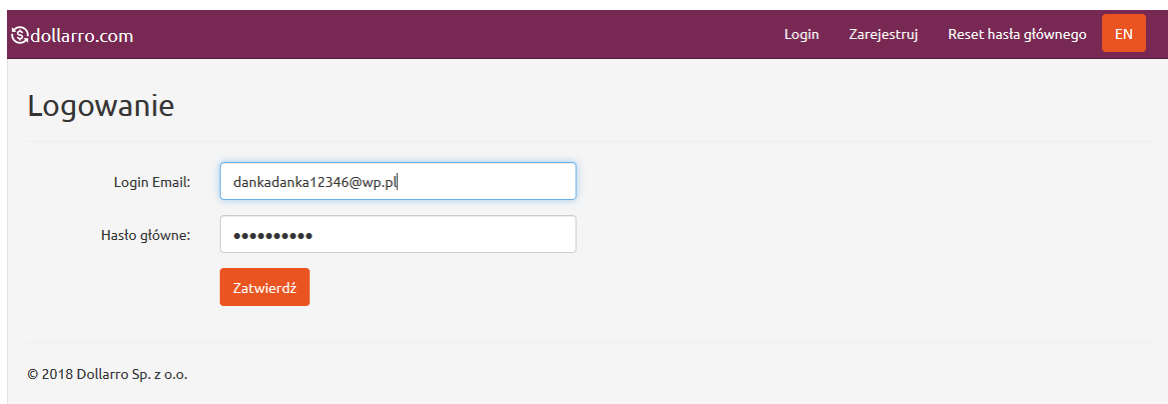 dollarro.com Login Zarejestruj Reset hasła głównego EN
Logowanie
Login Email: dankadanka12346@wp.pl
Hasło główne: ••••••••••
Zatwierdź
© 2018 Dollarro Sp. z o.o.